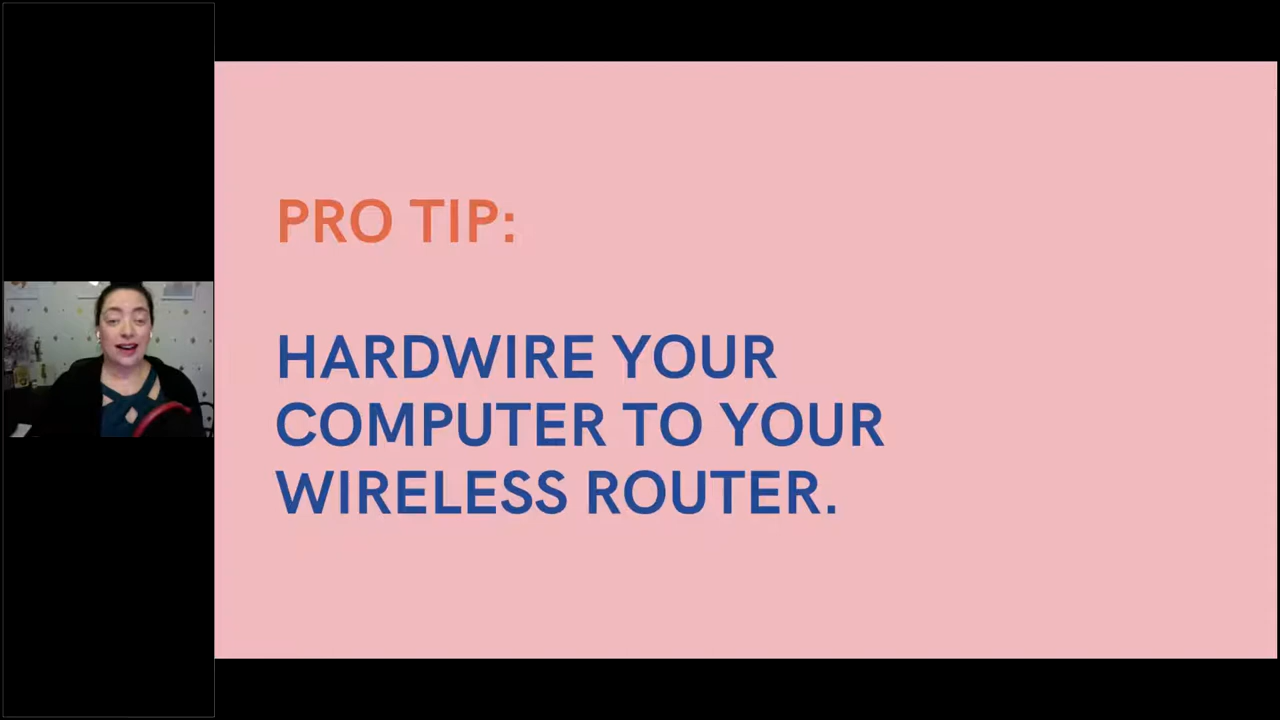 PRO TIP:
HARDWIRE YOUR
COMPUTER TO YOUR
WIRELESS ROUTER.